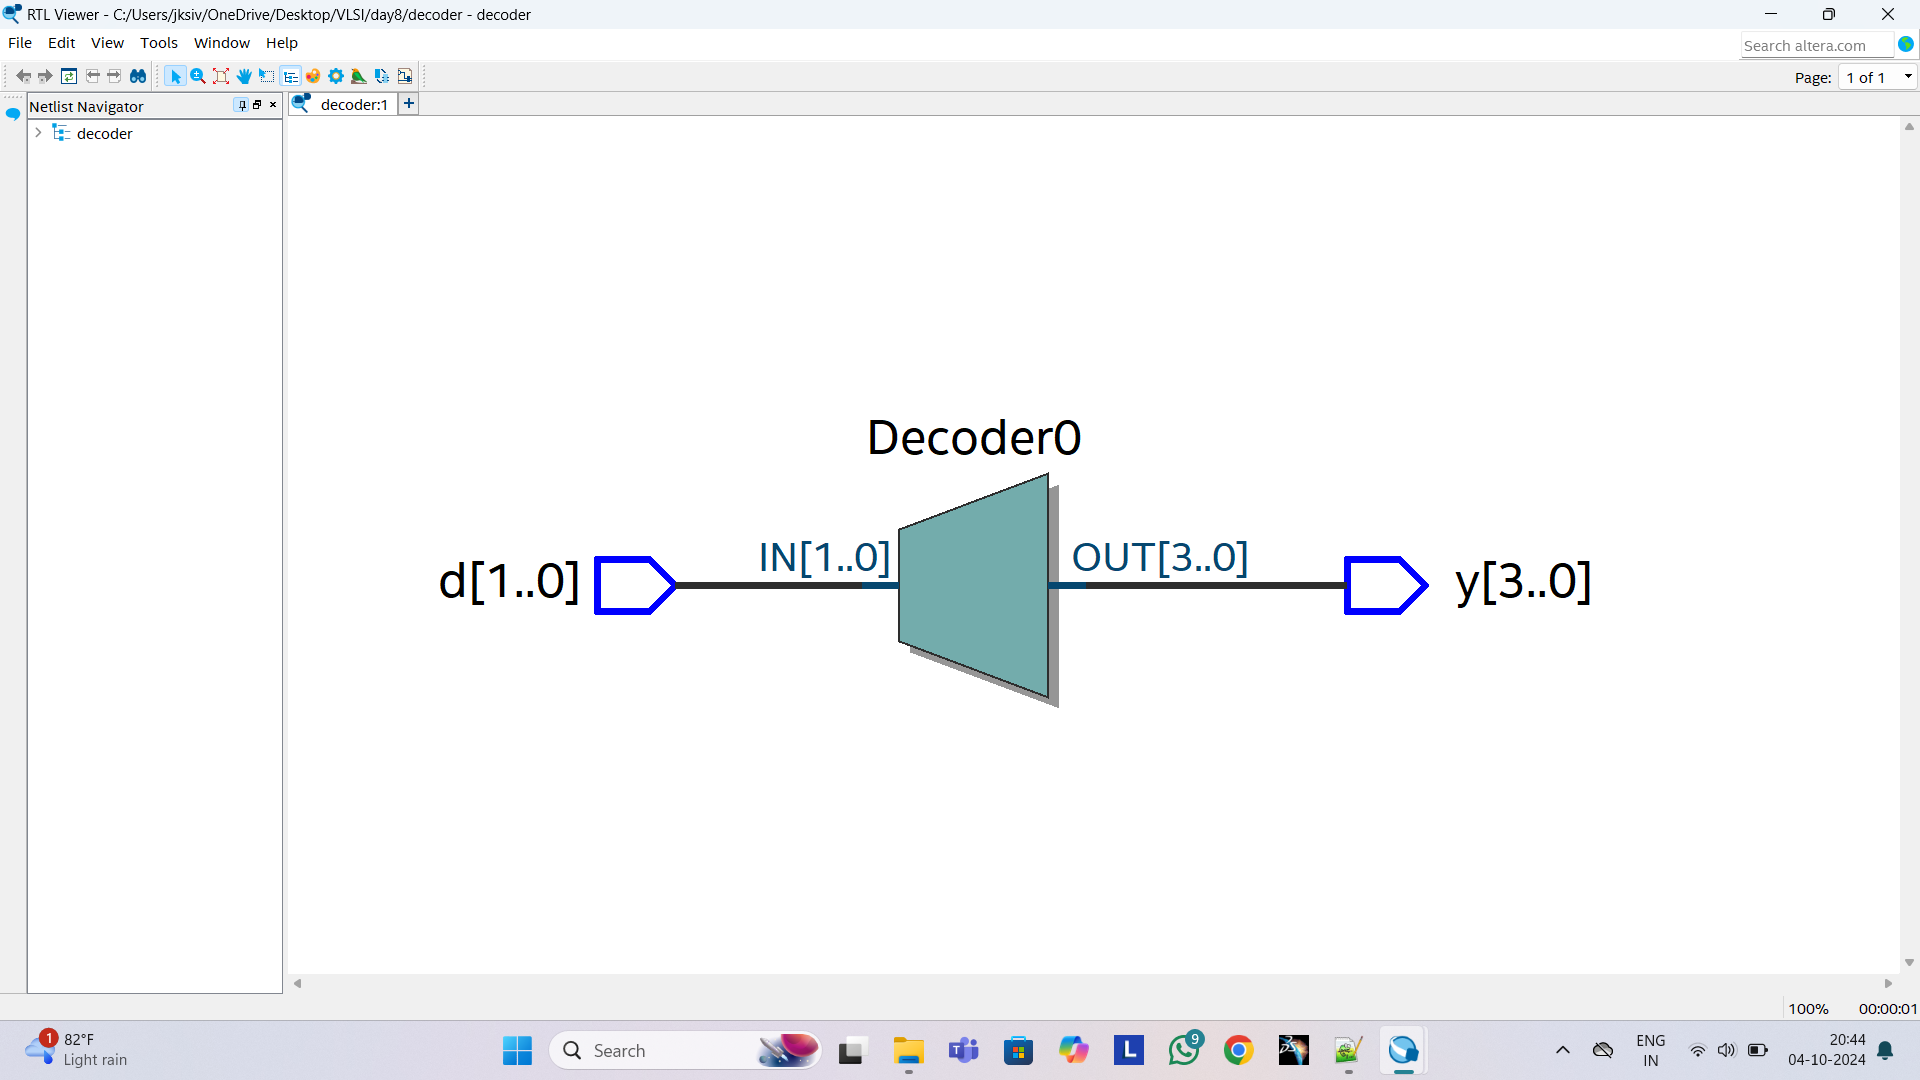 RTL Viewer - C:/Users/jksiv/OneDrive/Desktop/VLSI/day8/decoder - decoder
File Edit View Tools Window Help
Search altera.com
Page: 1 of 1
Netlist Navigator
decoder:1
+
decoder
Decoder0
IN[1..0]
OUT[3..0]
d[1..0]
y[3..0]
100% 00:00:01
1
82°F
Light rain
Search
L
9
ENG
IN
20:44
04-10-2024